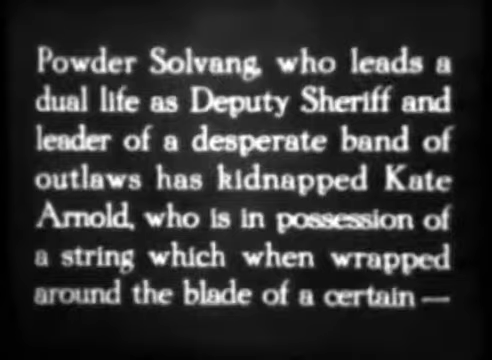 Powder Solvang, who leads a
dual life as Deputy Sheriff and
leader of a desperate band of
outlaws has kidnapped Kate
Arnold, who is in possession of
a string which when wrapped
around the blade of a certain —